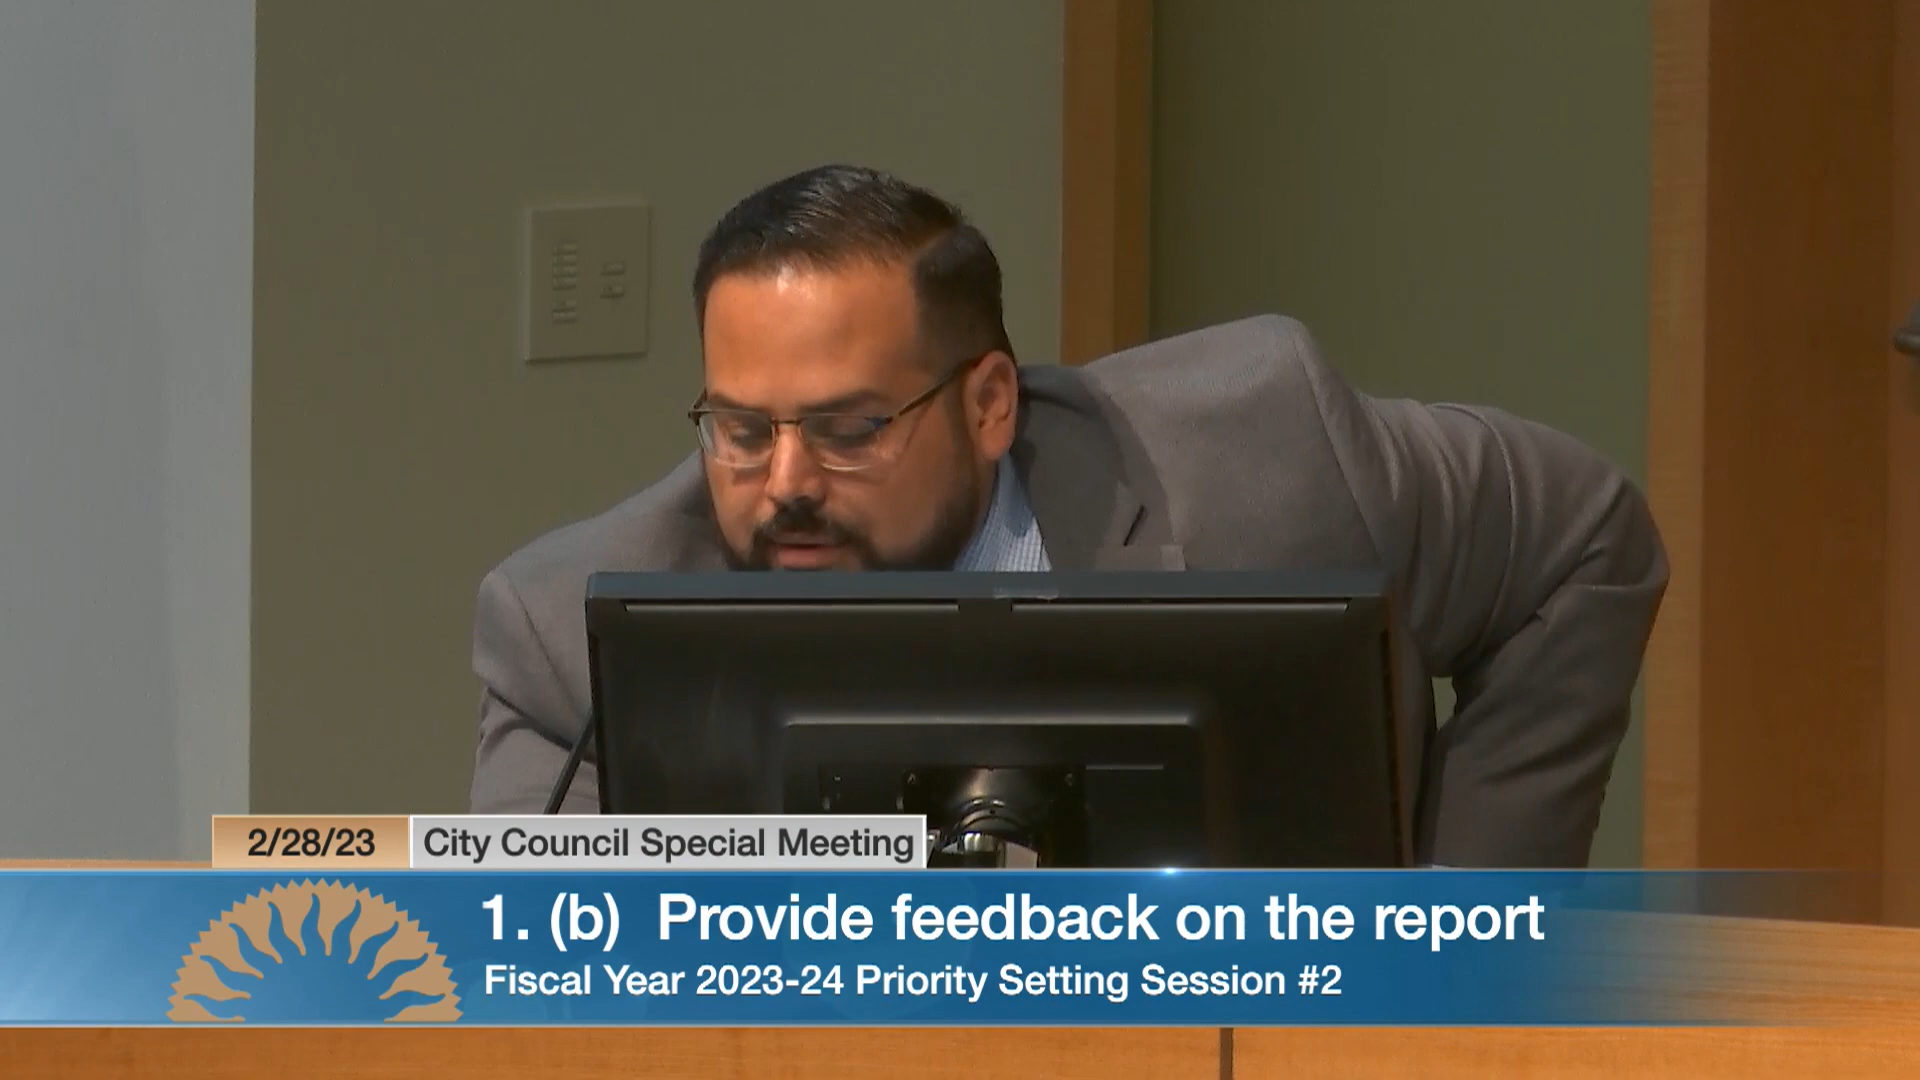 2/28/23 City Council Special Meeting
1. (b) Provide feedback on the report
Fiscal Year 2023-24 Priority Setting Session #2